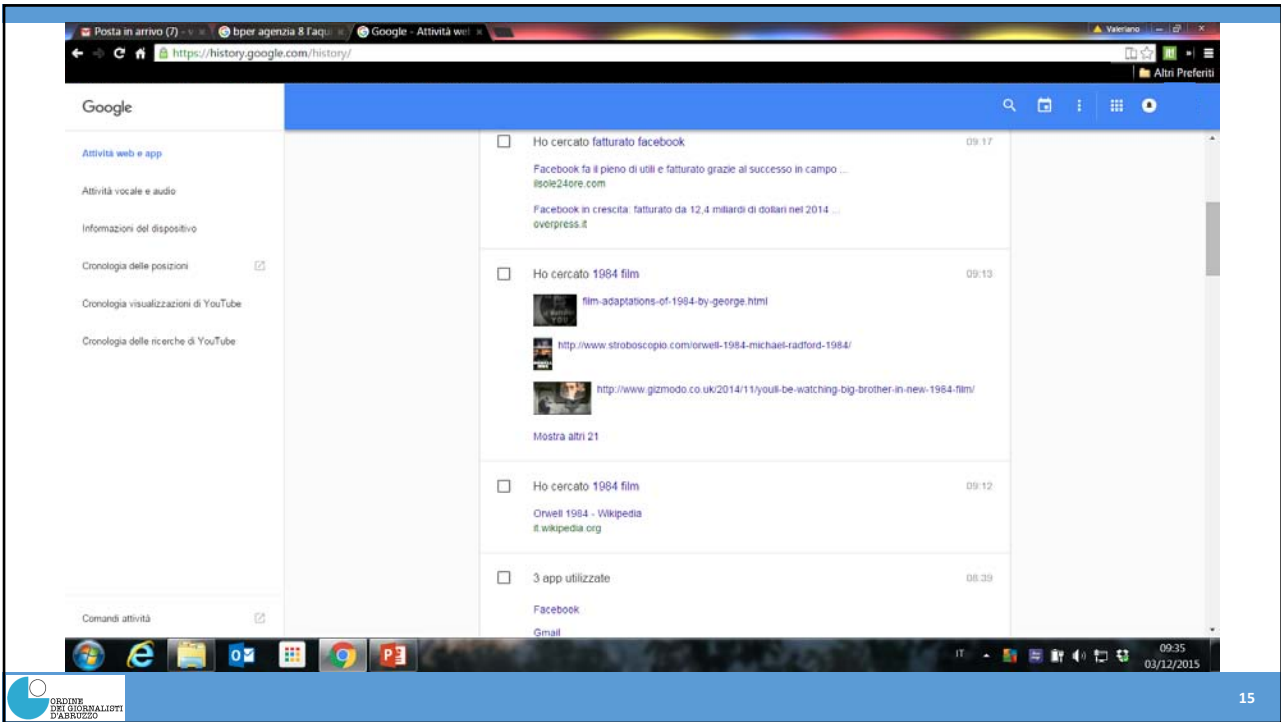 Posta in arrivo (7) - v
bper agenzia 8 l'aqui
Google - Attività wel
Valeriano
https://history.google.com/history/
Altri Preferiti
Google
Attività web e app
Attività vocale e audio
Informazioni del dispositivo
Cronologia delle posizioni
Cronologia visualizzazioni di YouTube
Cronologia delle ricerche di YouTube
Comandi attività
Ho cercato fatturato facebook 09:17
Facebook fa il pieno di utili e fatturato grazie al successo in campo ...
ilsole24ore.com
Facebook in crescita: fatturato da 12,4 miliardi di dollari nel 2014 ...
overpress.it
Ho cercato 1984 film 09:13
film-adaptations-of-1984-by-george.html
http://www.stroboscopio.com/orwell-1984-michael-radford-1984/
http://www.gizmodo.co.uk/2014/11/youll-be-watching-big-brother-in-new-1984-film/
Mostra altri 21
Ho cercato 1984 film 09:12
Orwell 1984 - Wikipedia
it.wikipedia.org
3 app utilizzate 08:39
Facebook
Gmail
IT
09:35
03/12/2015
ORDINE
DEI GIORNALISTI
D'ABRUZZO
15